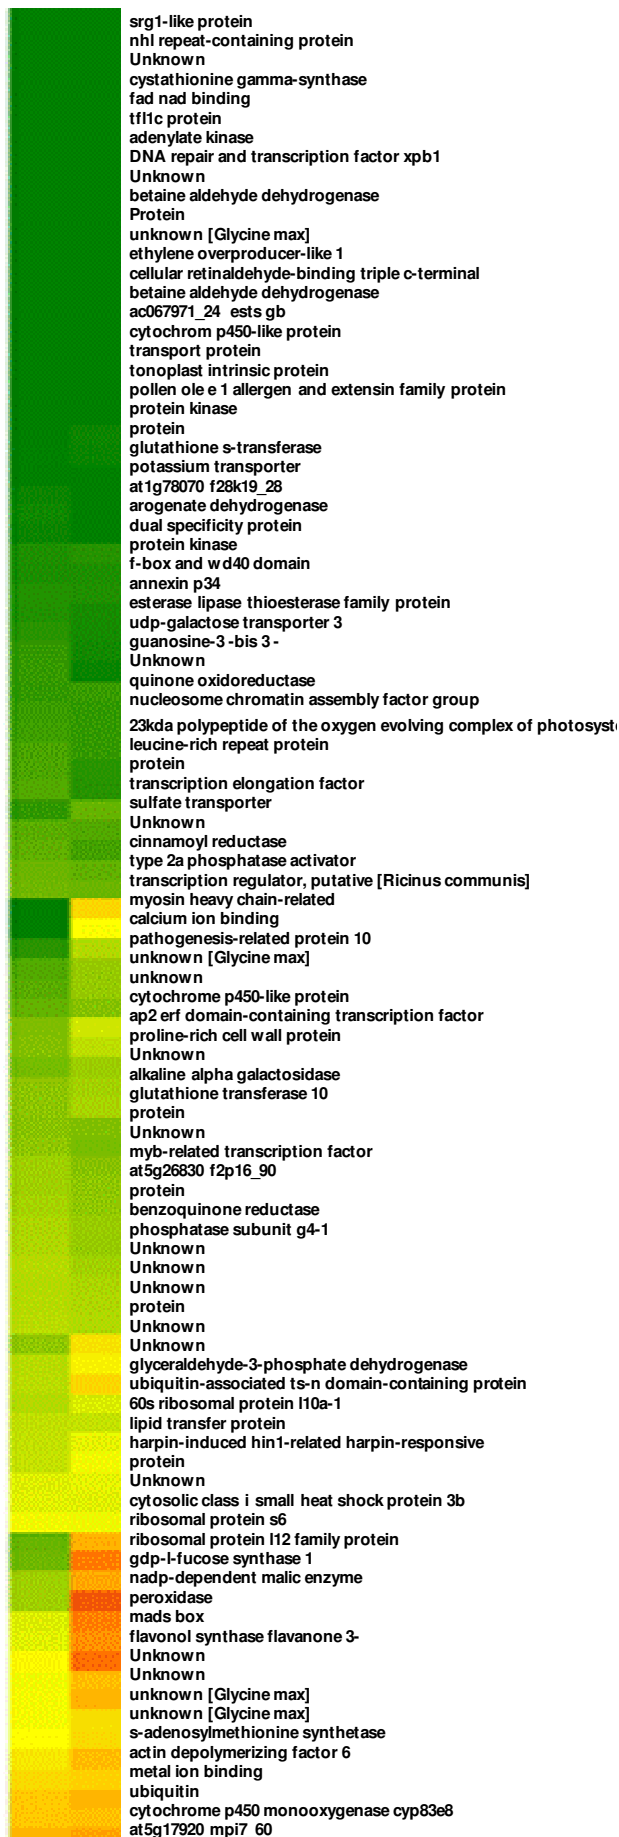 srg1-like protein
nhl repeat-containing protein
Unknown
cystathionine gamma-synthase
fad nad binding
tfl1c protein
adenylate kinase
DNA repair and transcription factor xpb1
Unknown
betaine aldehyde dehydrogenase
Protein
unknown [Glycine max]
ethylene overproducer-like 1
cellular retinaldehyde-binding triple c-terminal
betaine aldehyde dehydrogenase
ac067971_24 ests gb
cytochrom p450-like protein
transport protein
tonoplast intrinsic protein
pollen ole e 1 allergen and extensin family protein
protein kinase
protein
glutathione s-transferase
potassium transporter
at1g78070 f28k19_28
arogenate dehydrogenase
dual specificity protein
protein kinase
f-box and wd40 domain
annexin p34
esterase lipase thioesterase family protein
udp-galactose transporter 3
guanosine-3 -bis 3 -
Unknown
quinone oxidoreductase
nucleosome chromatin assembly factor group
23kda polypeptide of the oxygen evolving complex of photosyst
leucine-rich repeat protein
protein
transcription elongation factor
sulfate transporter
Unknown
cinnamoyl reductase
type 2a phosphatase activator
transcription regulator, putative [Ricinus communis]
myosin heavy chain-related
calcium ion binding
pathogenesis-related protein 10
unknown [Glycine max]
unknown
cytochrome p450-like protein
ap2 erf domain-containing transcription factor
proline-rich cell wall protein
Unknown
alkaline alpha galactosidase
glutathione transferase 10
protein
Unknown
myb-related transcription factor
at5g26830 f2p16_90
protein
benzoquinone reductase
phosphatase subunit g4-1
Unknown
Unknown
Unknown
protein
Unknown
Unknown
glyceraldehyde-3-phosphate dehydrogenase
ubiquitin-associated ts-n domain-containing protein
60s ribosomal protein l10a-1
lipid transfer protein
harpin-induced hin1-related harpin-responsive
protein
Unknown
cytosolic class i small heat shock protein 3b
ribosomal protein s6
ribosomal protein l12 family protein
gdp-l-fucose synthase 1
nadp-dependent malic enzyme
peroxidase
mads box
flavonol synthase flavanone 3-
Unknown
Unknown
unknown [Glycine max]
unknown [Glycine max]
s-adenosylmethionine synthetase
actin depolymerizing factor 6
metal ion binding
ubiquitin
cytochrome p450 monooxygenase cyp83e8
at5g17920 mpi7_60